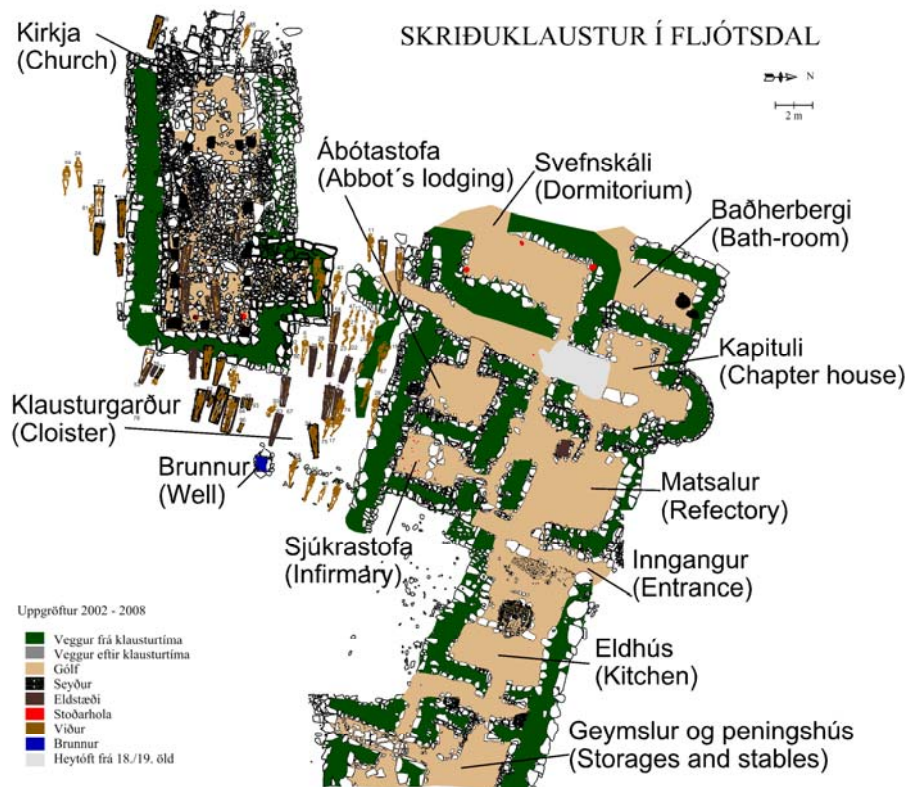 SKRIÐUKLAUSTUR Í FLJÓTSDAL
N
2 m
Kirkja
(Church)
Ábótastofa
(Abbot´s lodging)
Svefnskáli
(Dormitorium)
Baðherbergi
(Bath-room)
Kapituli
(Chapter house)
Klausturgarður
(Cloister)
Brunnur
(Well)
Matsalur
(Refectory)
Sjúkrastofa
(Infirmary)
Inngangur
(Entrance)
Eldhús
(Kitchen)
Geymslur og peningshús
(Storages and stables)
Uppgröftur 2002 - 2008
Veggur frá klausturtíma
Veggur eftir klausturtíma
Gólf
Seyður
Eldstæði
Stoðarhola
Viður
Brunnur
Heytóft frá 18./19. öld